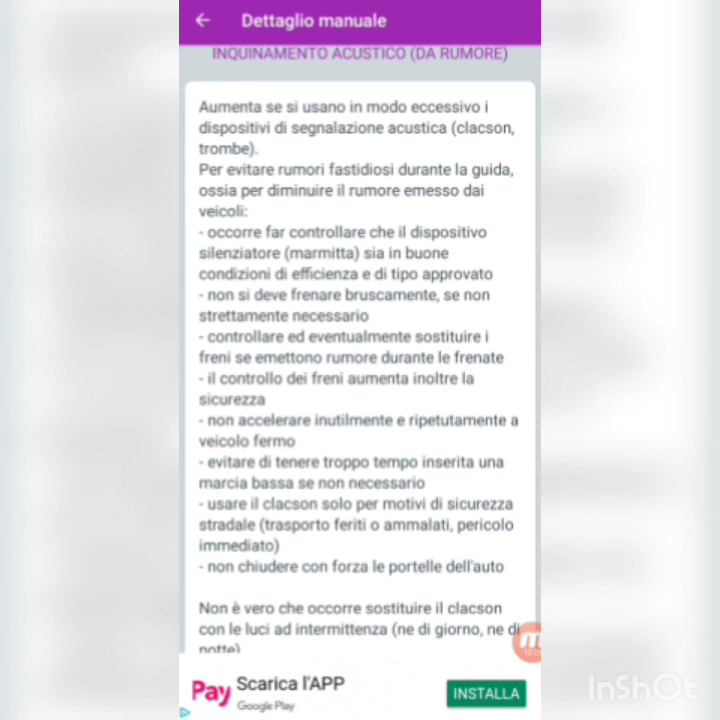 Dettaglio manuale
INQUINAMENTO ACUSTICO (DA RUMORE)
Aumenta se si usano in modo eccessivo i
dispositivi di segnalazione acustica (clacson,
trombe).
Per evitare rumori fastidiosi durante la guida,
ossia per diminuire il rumore emesso dai
veicoli:
- occorre far controllare che il dispositivo
silenziatore (marmitta) sia in buone
condizioni di efficienza e di tipo approvato
- non si deve frenare bruscamente, se non
strettamente necessario
- controllare ed eventualmente sostituire i
freni se emettono rumore durante le frenate
- il controllo dei freni aumenta inoltre la
sicurezza
- non accelerare inutilmente e ripetutamente a
veicolo fermo
- evitare di tenere troppo tempo inserita una
marcia bassa se non necessario
- usare il clacson solo per motivi di sicurezza
stradale (trasporto feriti o ammalati, pericolo
immediato)
- non chiudere con forza le portelle dell'auto
Non è vero che occorre sostituire il clacson
con le luci ad intermittenza (ne di giorno, ne di
notte)
Pay
Scarica l'APP
Google Play
INSTALLA
InShOt